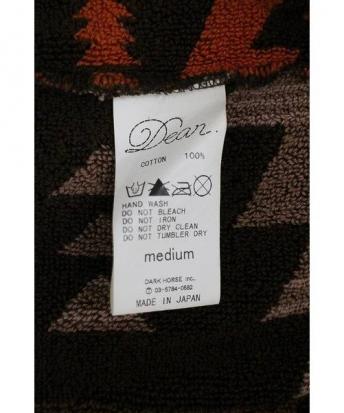 Dean.
COTTON 100%
HAND WASH
DO NOT BLEACH
DO NOT IRON
DO NOT DRY CLEAN
DO NOT TUMBLER DRY
medium
DARK HORSE inc.
☎ 03-5784-0682
MADE IN JAPAN